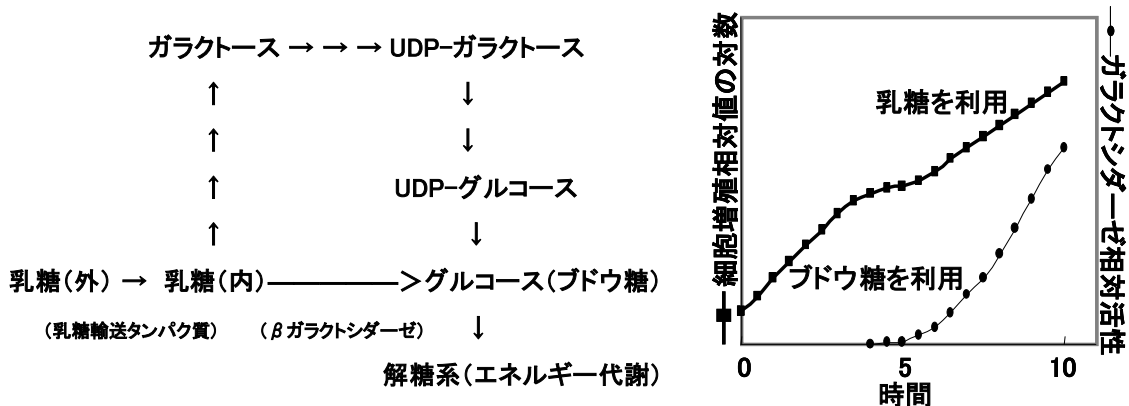 ガラクトース → → → UDP-ガラクトース
↑ ↓
↑ ↓
↑ UDP-グルコース
↑ ↓
乳糖(外) → 乳糖(内)――――――＞グルコース(ブドウ糖)
(乳糖輸送タンパク質) (βガラクトシダーゼ) ↓
解糖系(エネルギー代謝)
細胞増殖相対値の対数
乳糖を利用
ブドウ糖を利用
ガラクトシダーゼ相対活性
0 5 10
時間